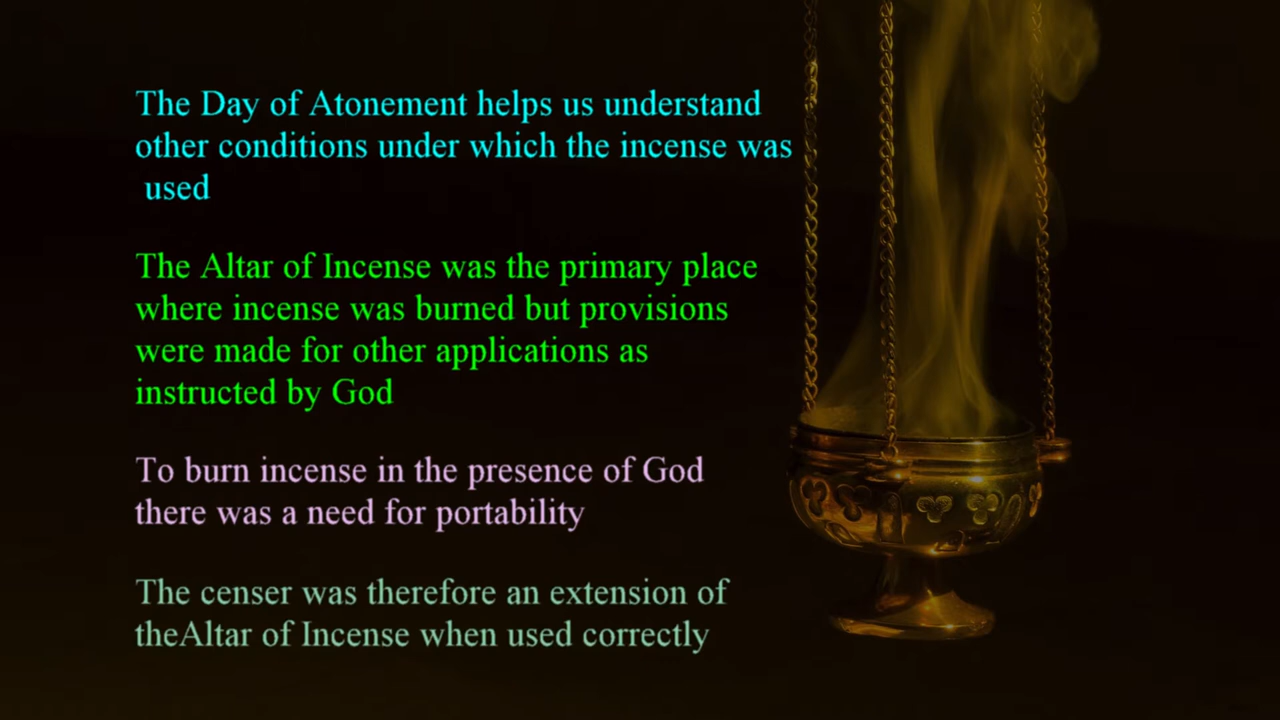 The Day of Atonement helps us understand
other conditions under which the incense was
used
The Altar of Incense was the primary place
where incense was burned but provisions
were made for other applications as
instructed by God
To burn incense in the presence of God
there was a need for portability
The censer was therefore an extension of
theAltar of Incense when used correctly